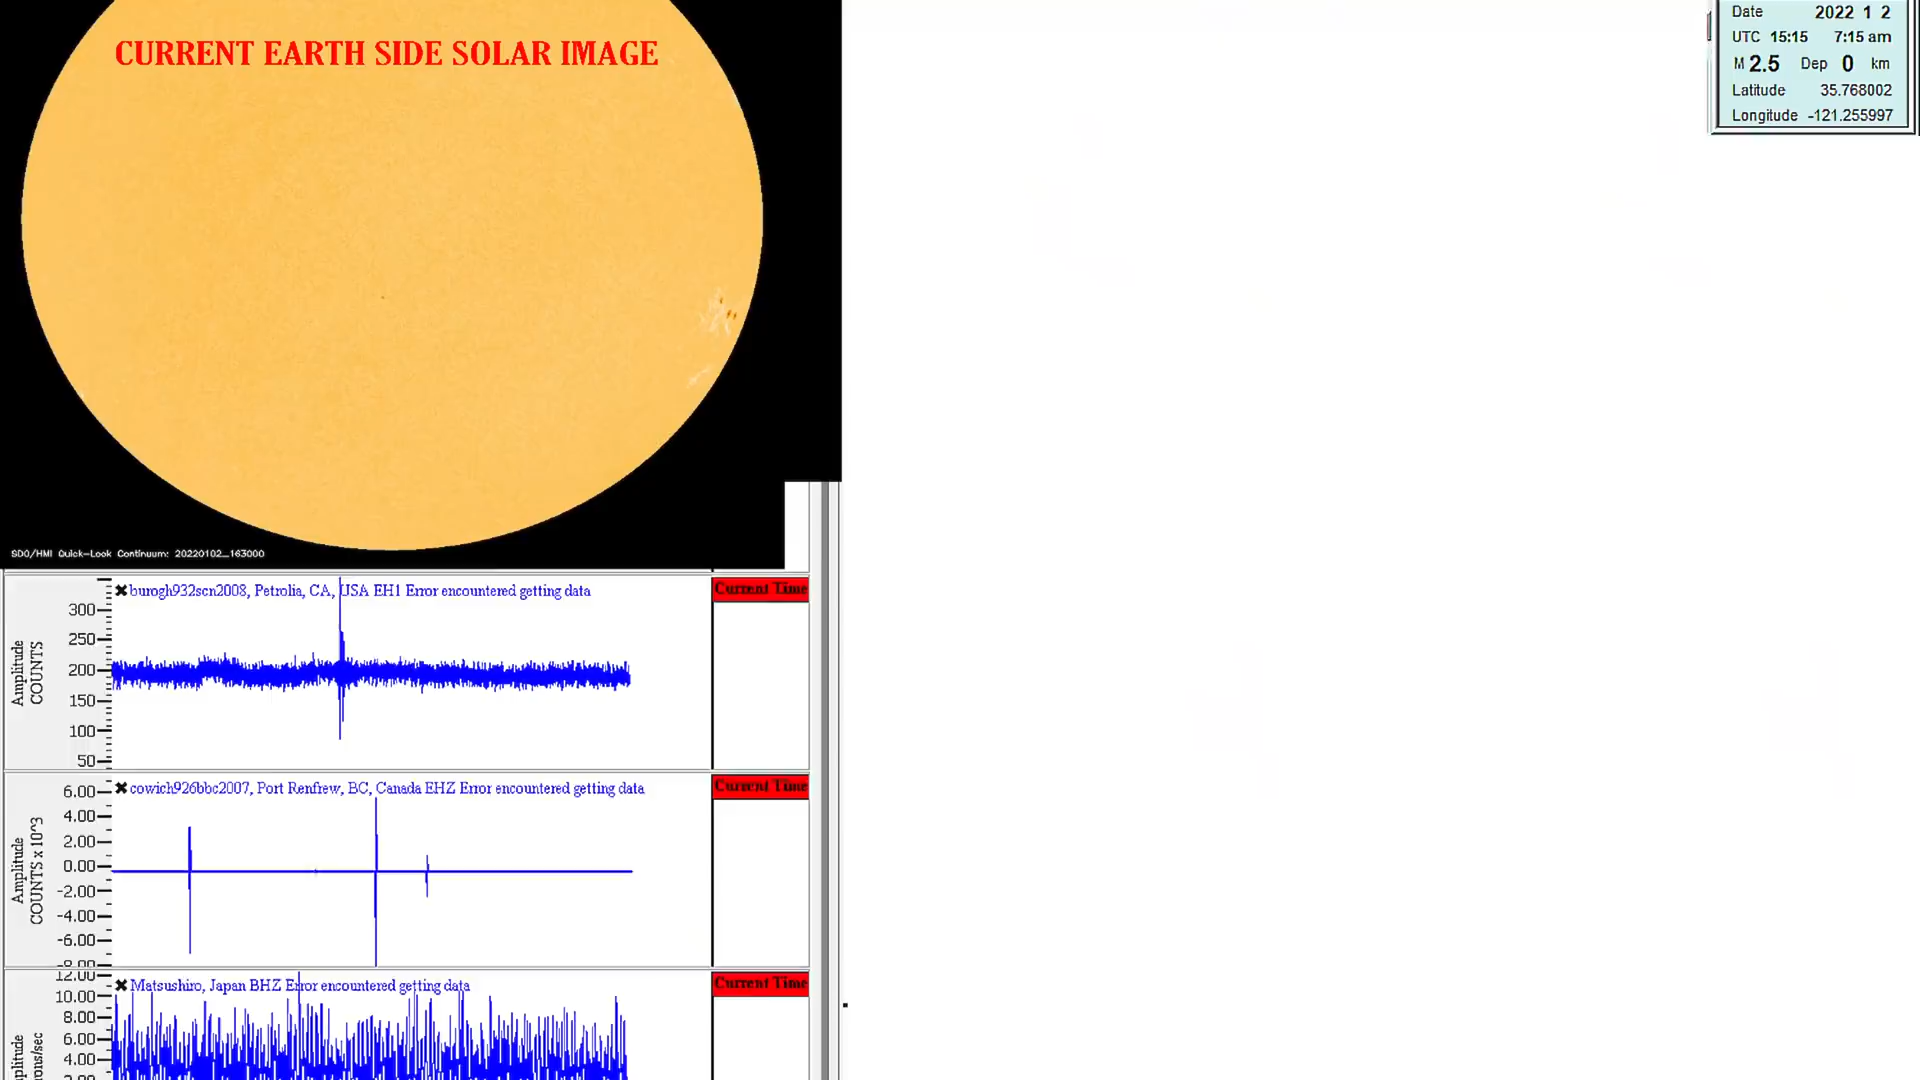 CURRENT EARTH SIDE SOLAR IMAGE
SDO/HMI Quick-Look Continuum: 20220102_163000
Date 2022 1 2
UTC 15:15 7:15 am
M 2.5 Dep 0 km
Latitude 35.768002
Longitude -121.255997
burogh932scn2008, Petrolia, CA, USA EH1 Error encountered getting data
Current Time
Amplitude
COUNTS
300
250
200
150
100
50
cowich926bbc2007, Port Renfrew, BC, Canada EHZ Error encountered getting data
Current Time
Amplitude
COUNTS x 10^3
6.00
4.00
2.00
0.00
-2.00
-4.00
-6.00
-8.00
Matsushiro, Japan BHZ Error encountered getting data
Current Time
12.00
10.00
8.00
6.00
4.00